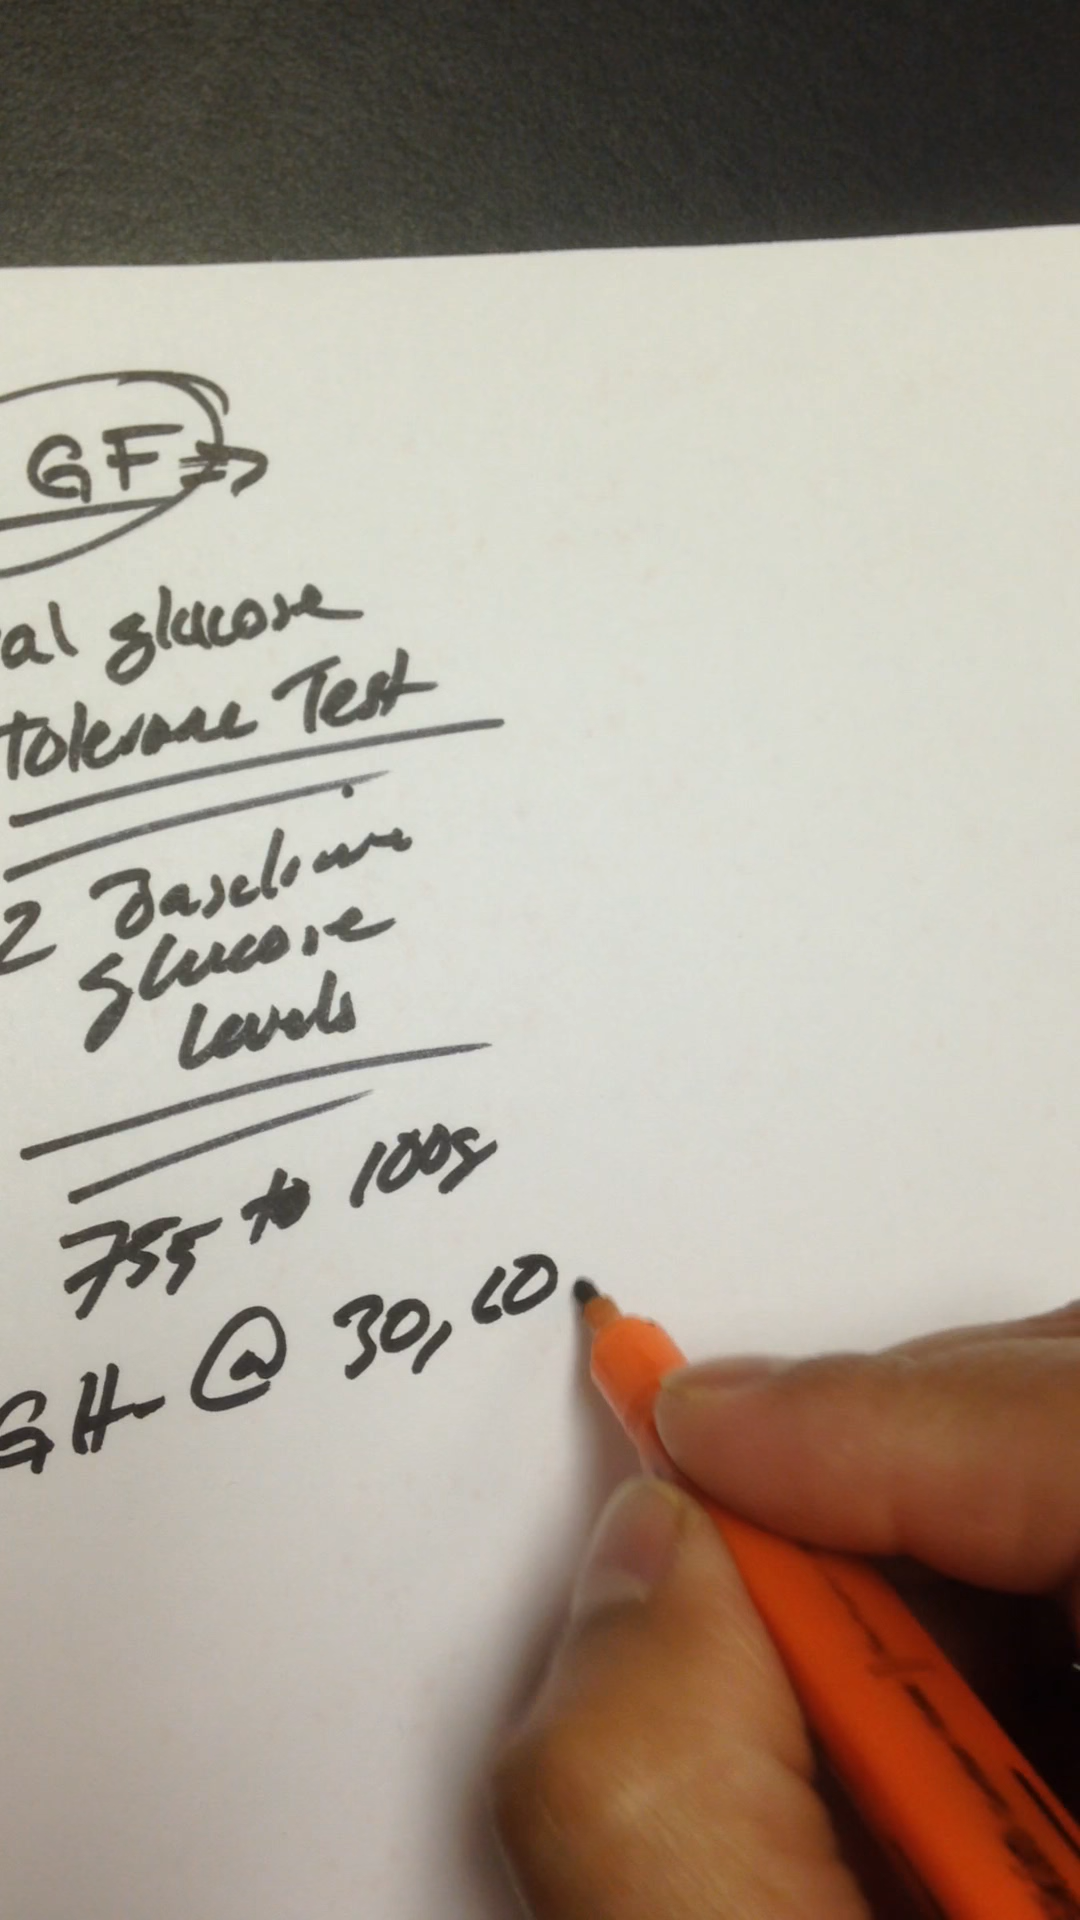 GF
al glucose
tolerance Test
2 Baseline
glucose
levels
75g to 100g
GH @ 30, 60